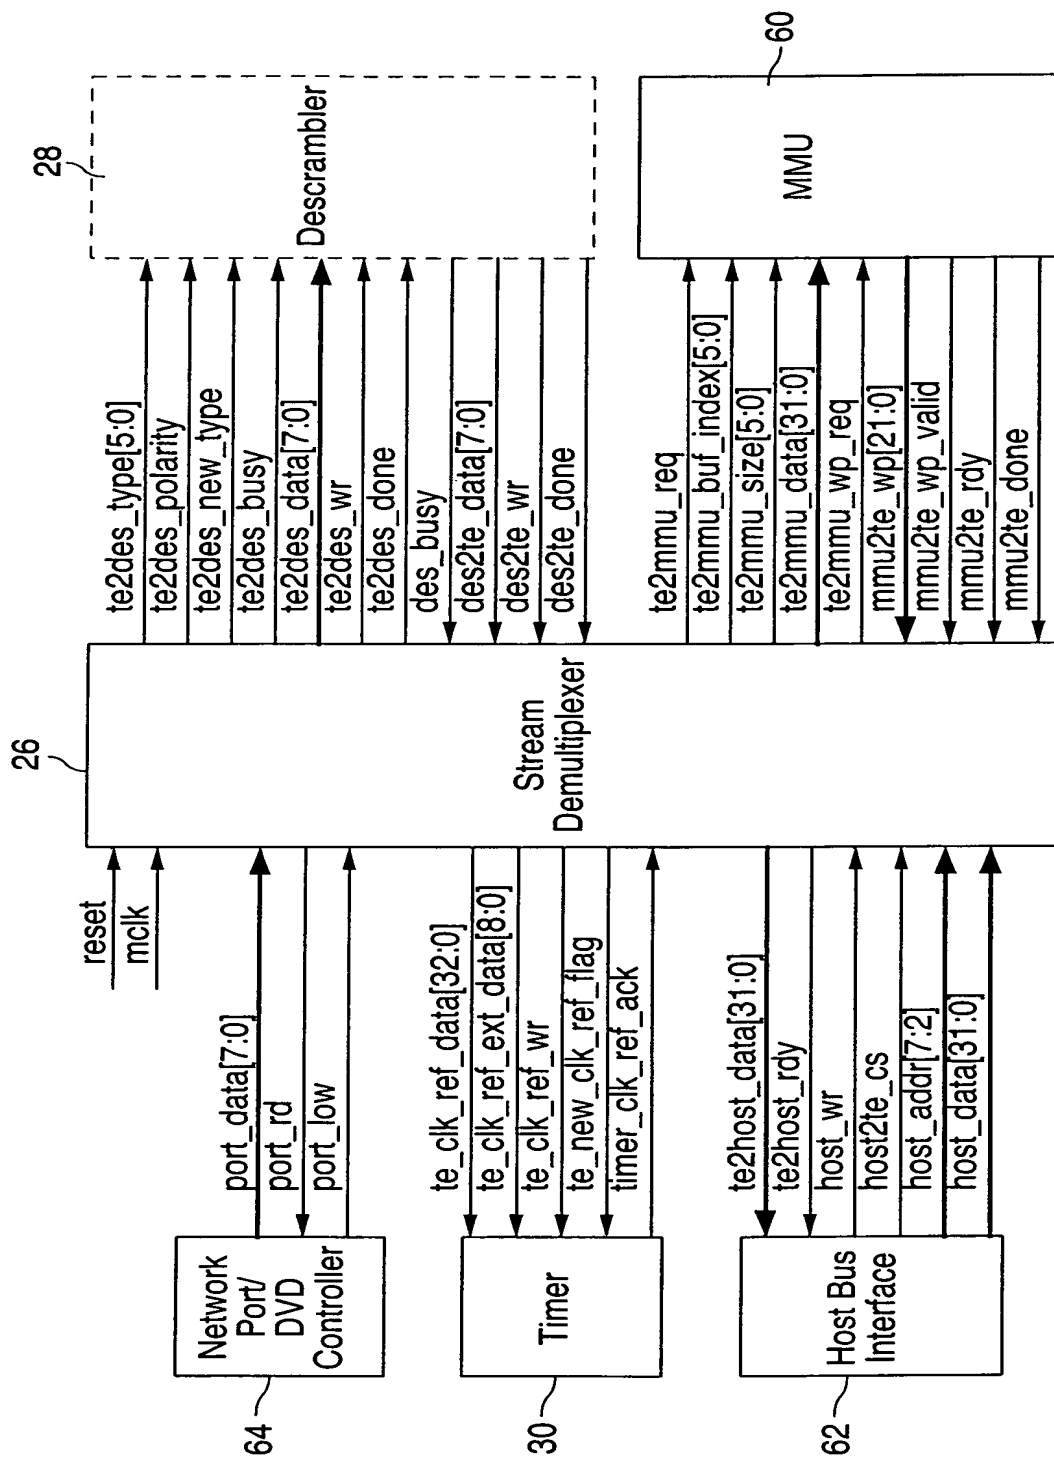 26
reset
mclk
64
Network
Port/
DVD
Controller
port_data[7:0]
port_rd
port_low
30
Timer
te_clk_ref_data[32:0]
te_clk_ref_ext_data[8:0]
te_clk_ref_wr
te_new_clk_ref_flag
timer_clk_ref_ack
62
Host Bus
Interface
te2host_data[31:0]
te2host_rdy
host_wr
host2te_cs
host_addr[7:2]
host_data[31:0]
Stream
Demultiplexer
28
Descrambler
te2des_type[5:0]
te2des_polarity
te2des_new_type
te2des_busy
te2des_data[7:0]
te2des_wr
te2des_done
des_busy
des2te_data[7:0]
des2te_wr
des2te_done
60
MMU
te2mmu_req
te2mmu_buf_index[5:0]
te2mmu_size[5:0]
te2mmu_data[31:0]
te2mmu_wp_req
mmu2te_wp[21:0]
mmu2te_wp_valid
mmu2te_rdy
mmu2te_done